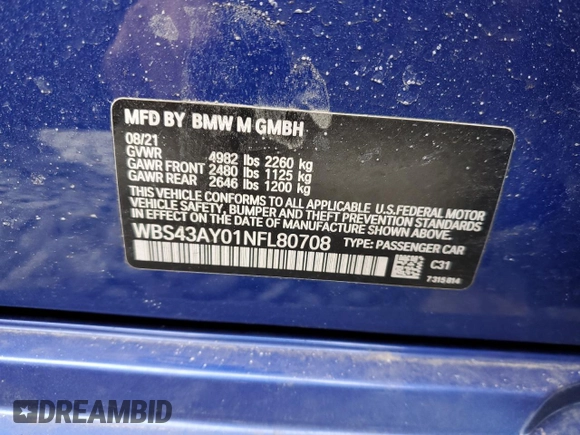 MFD BY BMW M GMBH
08/21
GVWR 4982 lbs 2260 kg
GAWR FRONT 2480 lbs 1125 kg
GAWR REAR 2646 lbs 1200 kg
THIS VEHICLE CONFORMS TO ALL APPLICABLE U.S.FEDERAL MOTOR
VEHICLE SAFETY, BUMPER AND THEFT PREVENTION STANDARDS
IN EFFECT ON THE DATE OF MANUFACTURE SHOWN ABOVE.
WBS43AY01NFL80708 TYPE: PASSENGER CAR
C31
7315014
DREAMBID